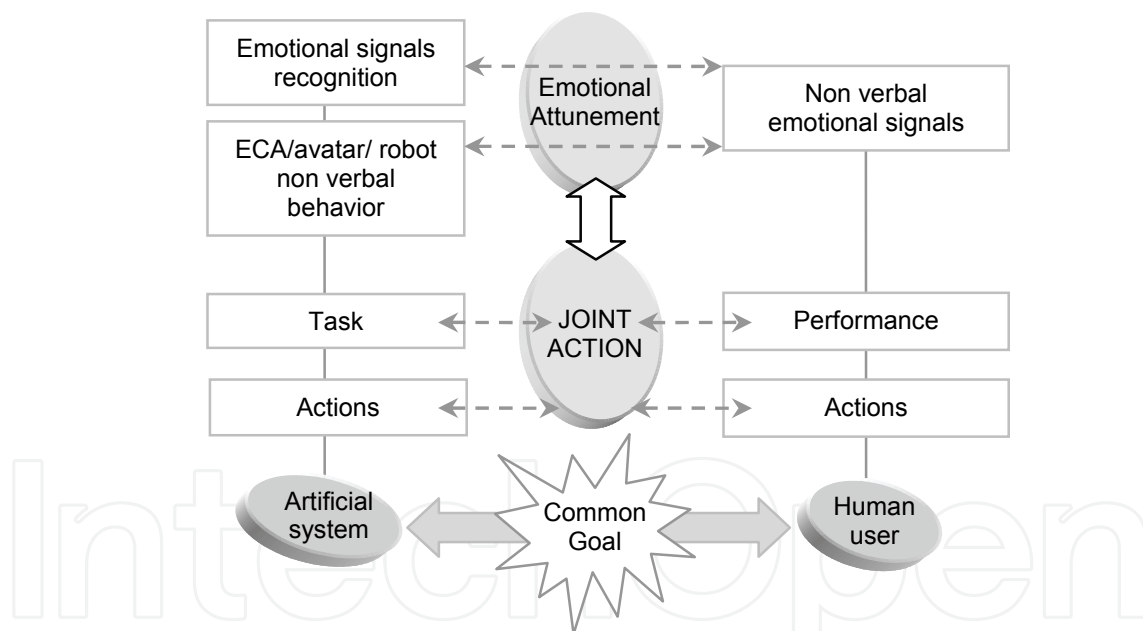 Emotional signals
recognition
Emotional
Attunement
Non verbal
emotional signals
ECA/avatar/ robot
non verbal
behavior
Task
JOINT
ACTION
Performance
Actions
Actions
Artificial
system
Common
Goal
Human
user
IntechOpen